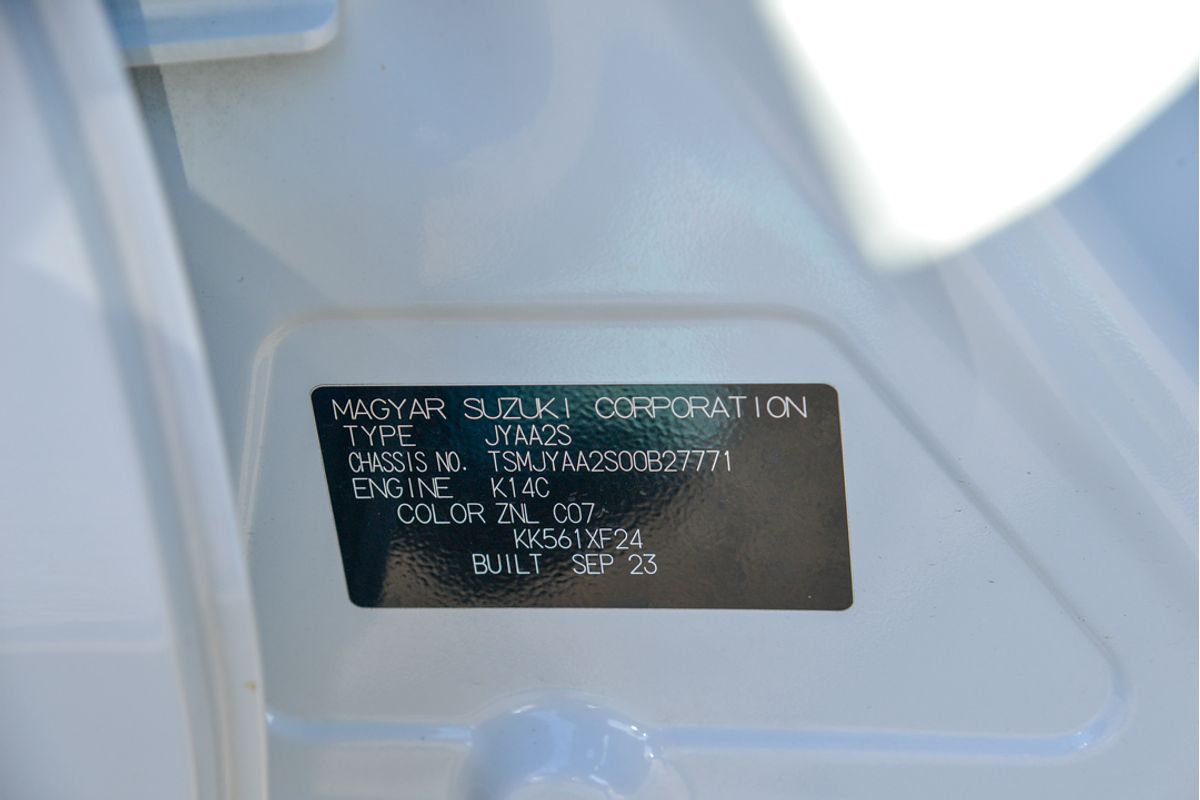 MAGYAR SUZUKI CORPORATION
TYPE JYAA2S
CHASSIS NO. TSMJYAA2S00B27771
ENGINE K14C
COLOR ZNL C07
KK561XF24
BUILT SEP 23